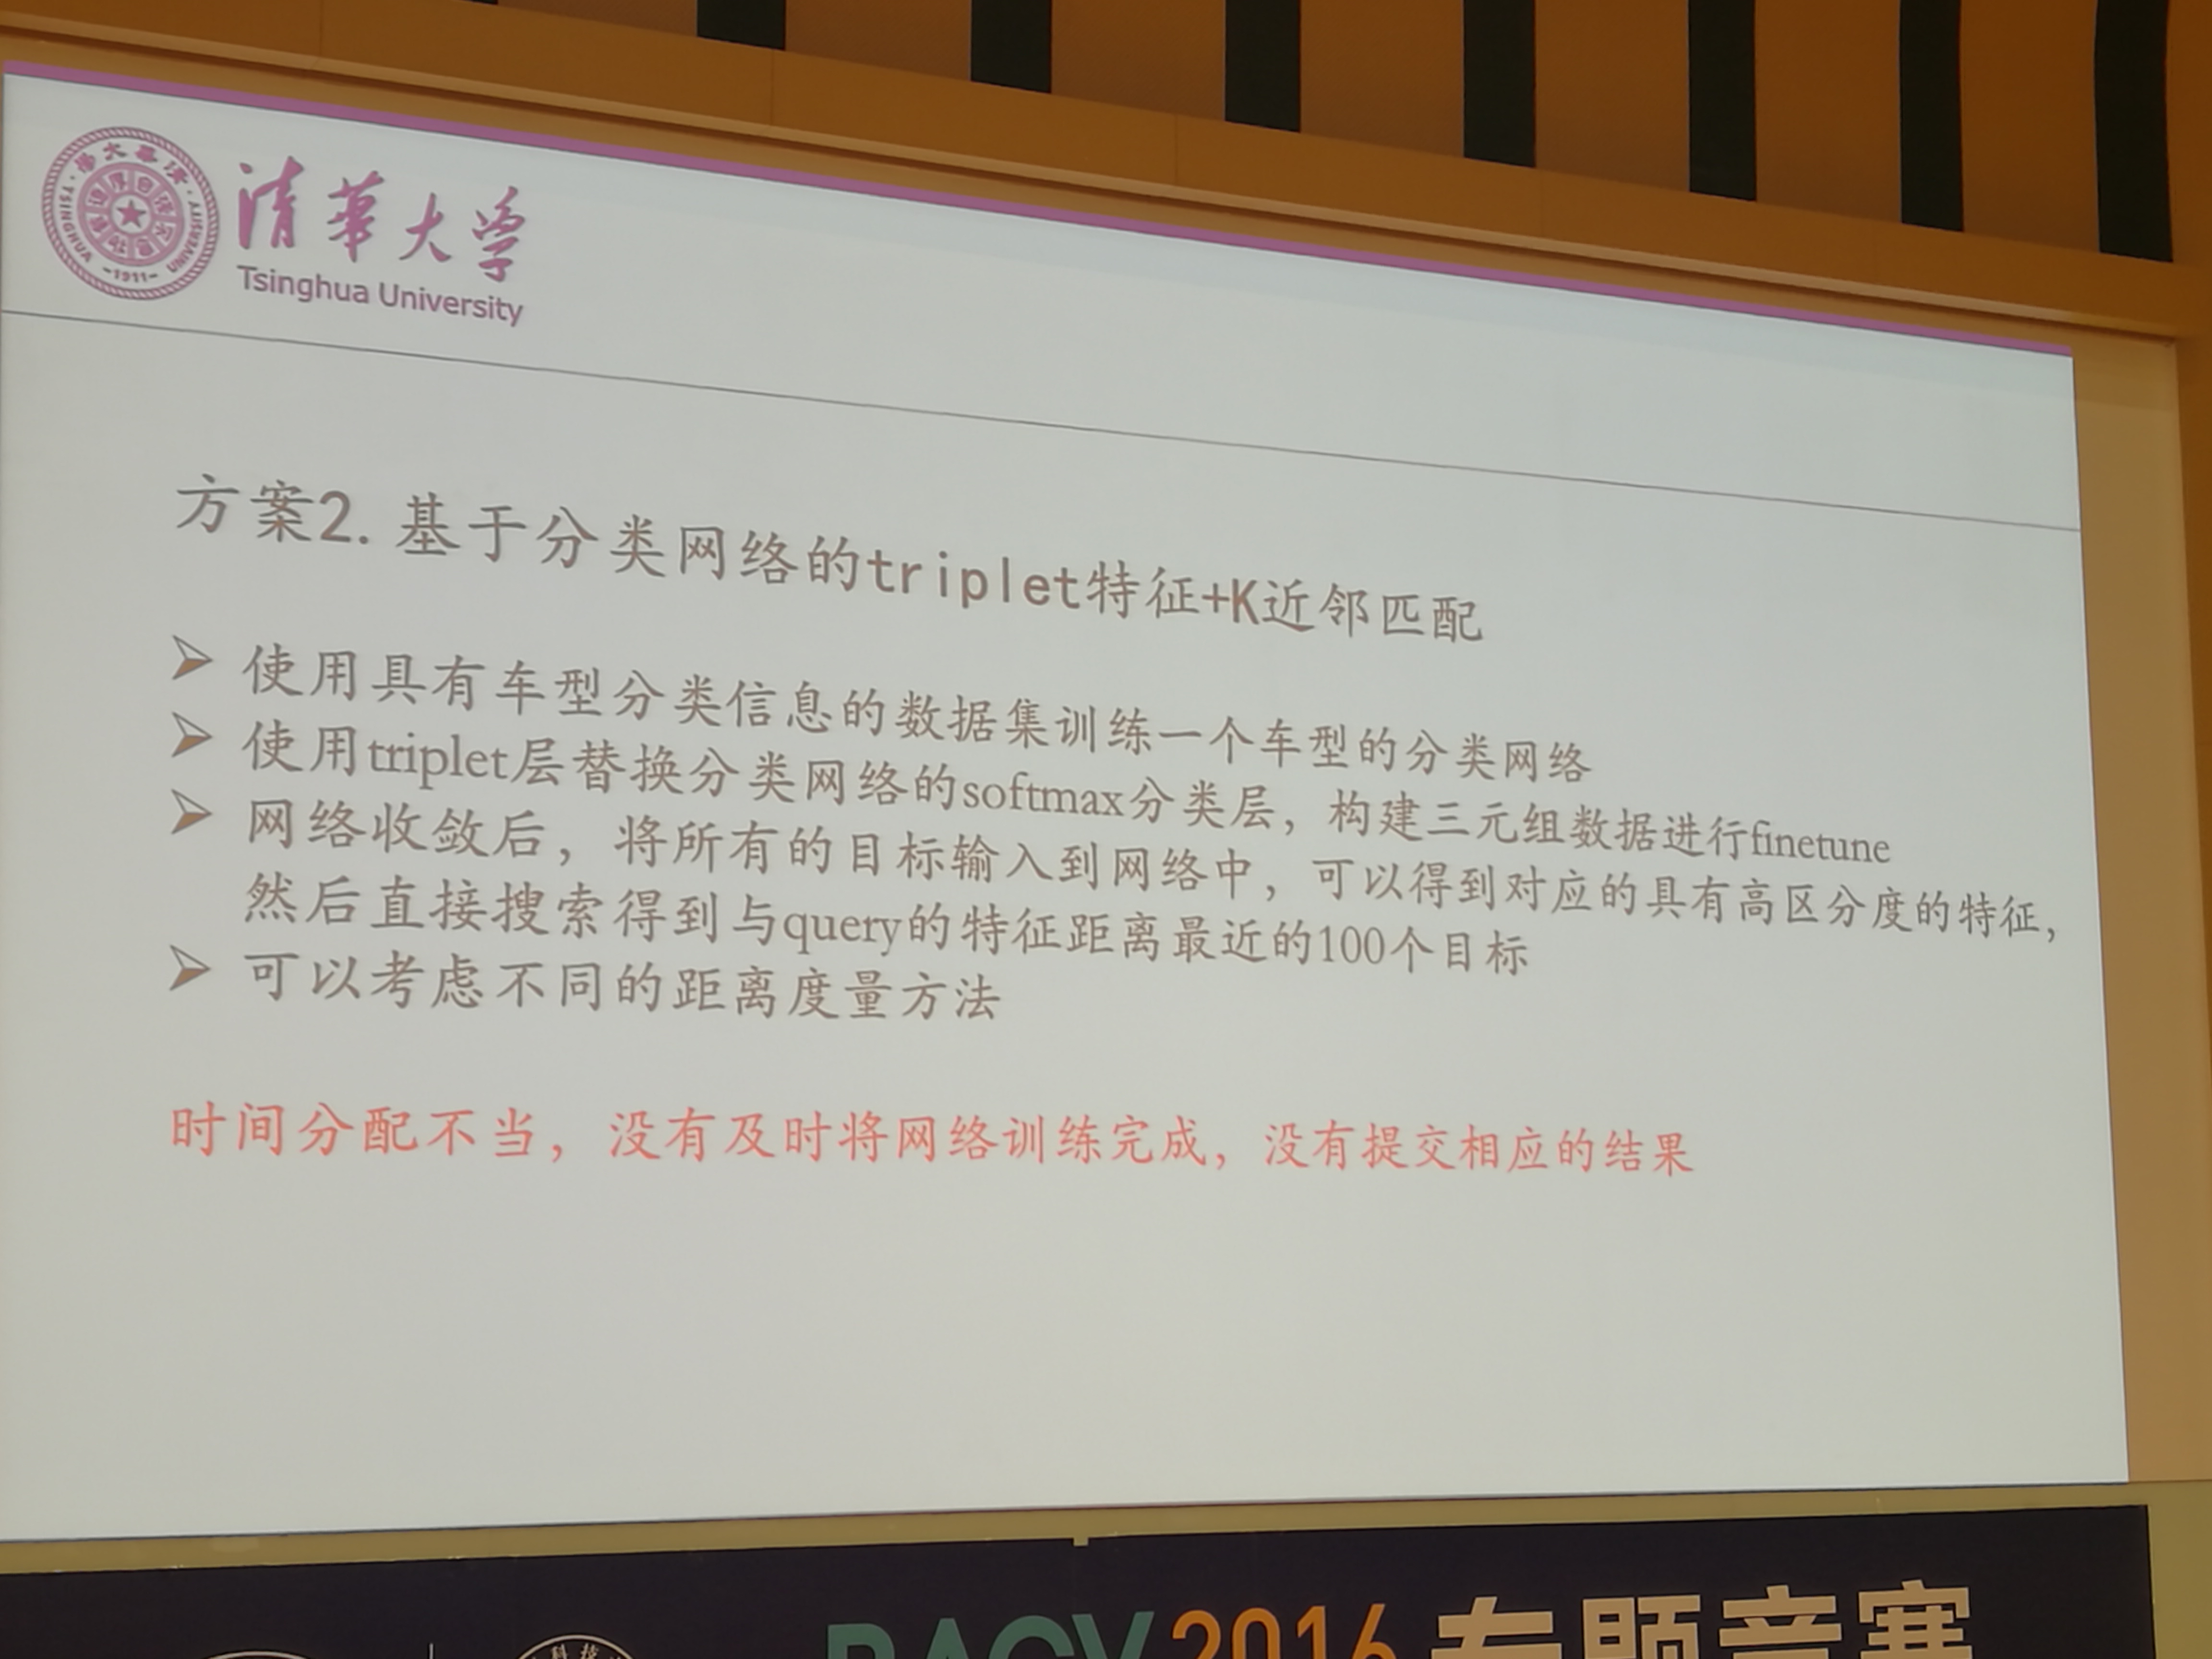 清華大学
Tsinghua University
TSINGHUA UNIVERSITY
-1911-
方案2. 基于分类网络的triplet特征+K近邻匹配
➢ 使用具有车型分类信息的数据集训练一个车型的分类网络
➢ 使用triplet层替换分类网络的softmax分类层，构建三元组数据进行finetune
➢ 网络收敛后，将所有的目标输入到网络中，可以得到对应的具有高区分度的特征，
然后直接搜索得到与query的特征距离最近的100个目标
➢ 可以考虑不同的距离度量方法
时间分配不当，没有及时将网络训练完成，没有提交相应的结果
2016 专题竞赛
科技